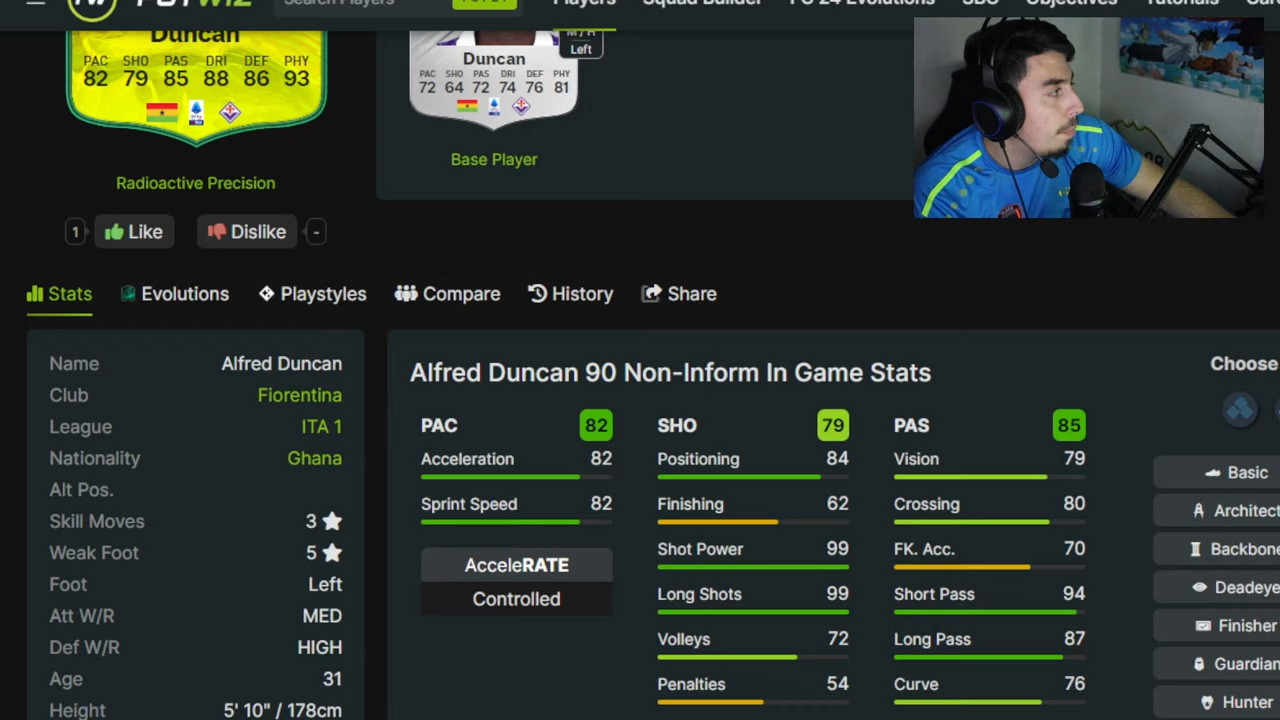 FUTWIZ
Search Players
Players
Squad Builder
FC 24 Evolutions
SBC
Objectives
Tutorials
Duncan
PAC SHO PAS DRI DEF PHY
82 79 85 88 86 93
Radioactive Precision
M / H
Left
Duncan
PAC SHO PAS DRI DEF PHY
72 64 72 74 76 81
Base Player
1 Like Dislike -
Stats
Evolutions
Playstyles
Compare
History
Share
Name Alfred Duncan
Club Fiorentina
League ITA 1
Nationality Ghana
Alt Pos.
Skill Moves 3
Weak Foot 5
Foot Left
Att W/R MED
Def W/R HIGH
Age 31
Height 5' 10" / 178cm
Alfred Duncan 90 Non-Inform In Game Stats
PAC 82
Acceleration 82
Sprint Speed 82
AcceleRATE
Controlled
SHO 79
Positioning 84
Finishing 62
Shot Power 99
Long Shots 99
Volleys 72
Penalties 54
PAS 85
Vision 79
Crossing 80
FK. Acc. 70
Short Pass 94
Long Pass 87
Curve 76
Choose
Basic
Architect
Backbone
Deadeye
Finisher
Guardian
Hunter